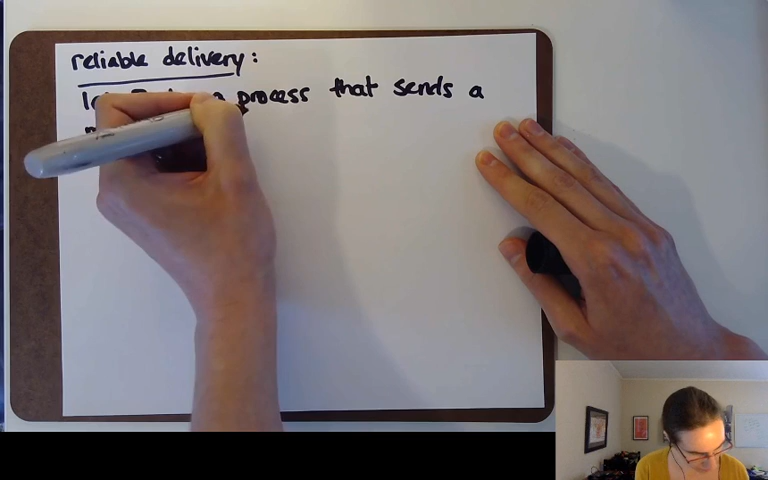 reliable delivery:
process that sends a